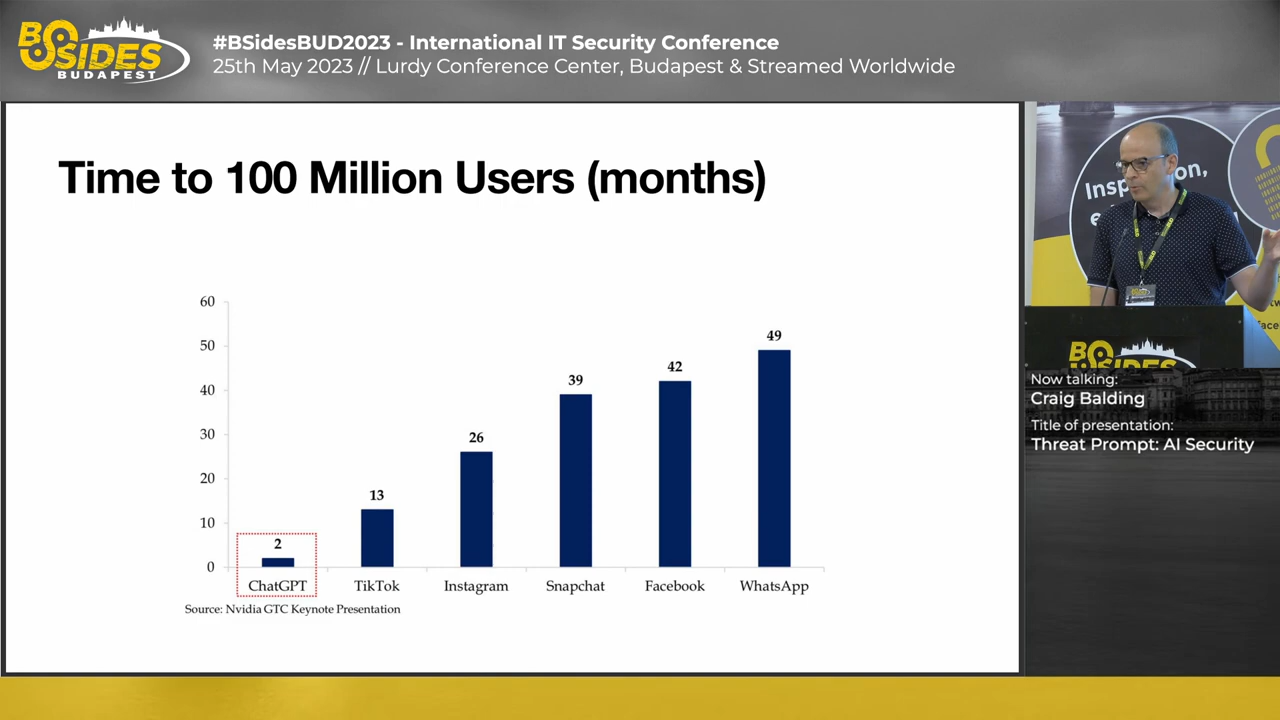 BSIDES
BUDAPEST
#BSidesBUD2023 - International IT Security Conference
25th May 2023 // Lurdy Conference Center, Budapest & Streamed Worldwide
Time to 100 Million Users (months)
60
50
40
30
20
10
0
2
13
26
39
42
49
ChatGPT
TikTok
Instagram
Snapchat
Facebook
WhatsApp
Source: Nvidia GTC Keynote Presentation
BSIDES
Now talking:
Craig Balding
Title of presentation:
Threat Prompt: AI Security